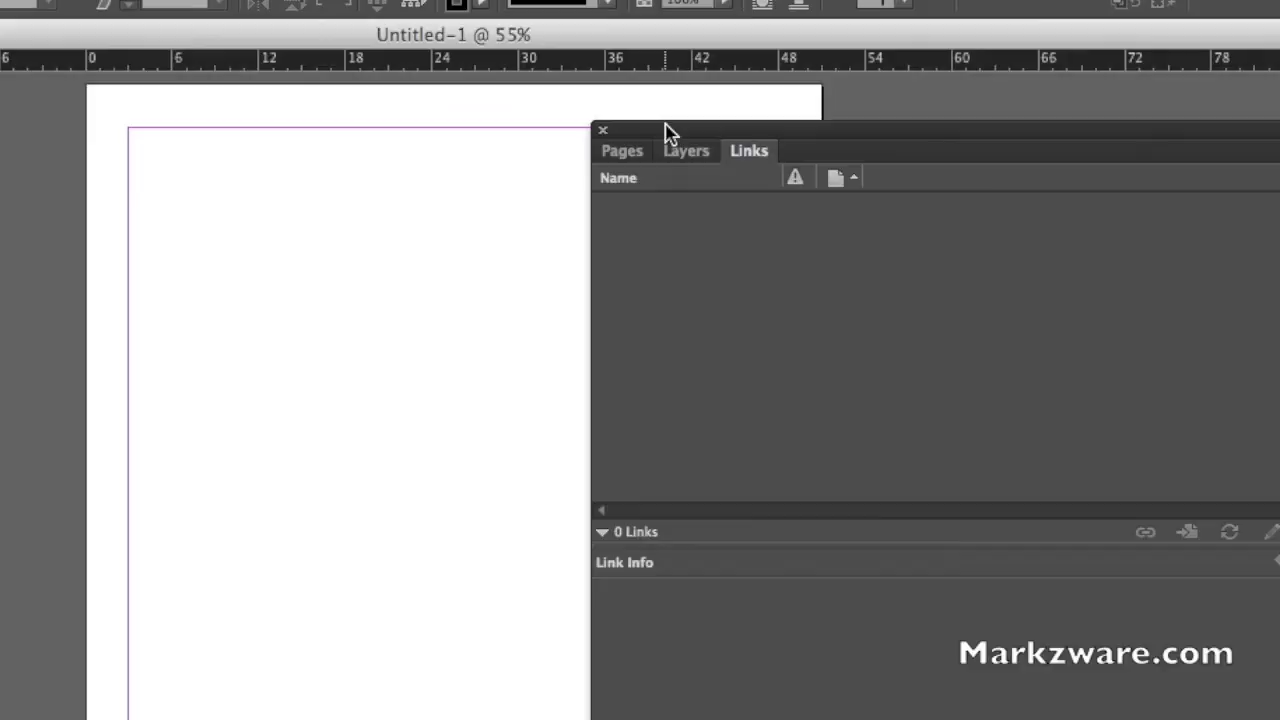 100%
Untitled-1 @ 55%
6 0 6 12 18 24 30 36 42 48 54 60 66 72 78
Pages Layers Links
Name
0 Links
Link Info
Markzware.com